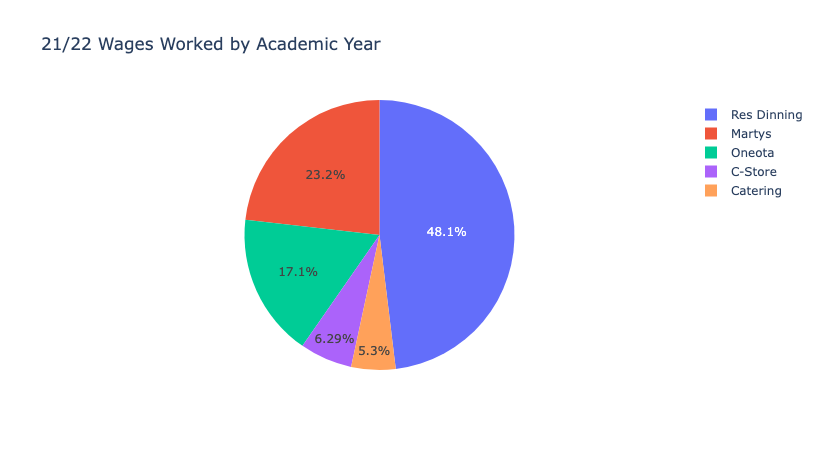 21/22 Wages Worked by Academic Year
Res Dinning
Martys
Oneota
C-Store
Catering
23.2%
48.1%
17.1%
6.29%
5.3%